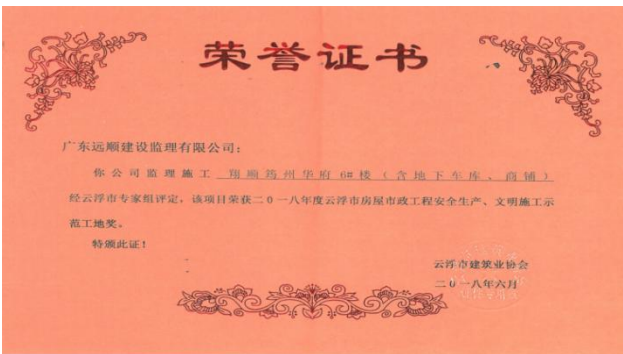 荣誉证书
广东远顺建设监理有限公司：
你公司监理施工 翔顺筠州华府6#楼（含地下车库、商铺）
经云浮市专家组评定，该项目荣获二0一八年度云浮市房屋市政工程安全生产、文明施工示
范工地奖。
特颁此证！
云浮市建筑业协会
二0一八年六月